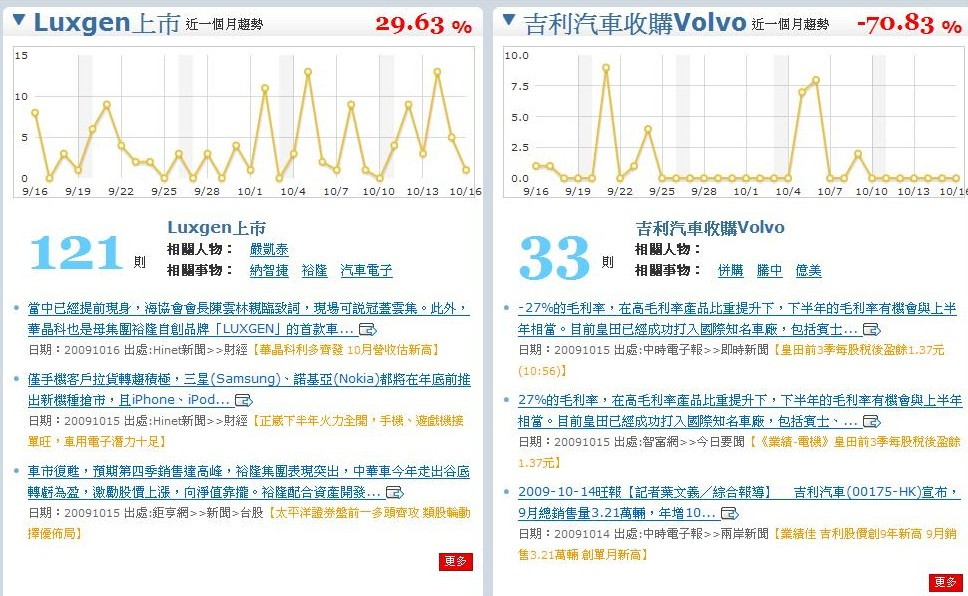 ▼ Luxgen上市 近一個月趨勢 29.63 %
15
10
5
0
9/16 9/19 9/22 9/25 9/28 10/1 10/4 10/7 10/10 10/13 10/16
121 則
Luxgen上市
相關人物： 嚴凱泰
相關事物： 納智捷 裕隆 汽車電子
• 當中已經提前現身，海協會會長陳雲林親臨致詞，現場可說冠蓋雲集。此外，
華晶科也是母集團裕隆自創品牌「LUXGEN」的首款車...
日期：20091016 出處:Hinet新聞>>財經【華晶科利多齊發 10月營收估新高】
• 僅手機客戶拉貨轉趨積極，三星(Samsung)、諾基亞(Nokia)都將在年底前推
出新機種搶市，且iPhone、iPod...
日期：20091015 出處:Hinet新聞>>財經【正崴下半年火力全開，手機、遊戲機接
單旺，車用電子潛力十足】
• 車市復甦，預期第四季銷售達高峰，裕隆集團表現突出，中華車今年走出谷底
轉虧為盈，激勵股價上漲，向淨值靠攏。裕隆配合資產開發...
日期：20091015 出處:鉅亨網>>新聞>台股【太平洋證券盤前一多頭齊攻 類股輪動
擇優佈局】
更多
▼ 吉利汽車收購Volvo 近一個月趨勢 -70.83 %
10.0
7.5
5.0
2.5
0.0
9/16 9/19 9/22 9/25 9/28 10/1 10/4 10/7 10/10 10/13 10/16
33 則
吉利汽車收購Volvo
相關人物：
相關事物： 併購 騰中 億美
• -27%的毛利率，在高毛利率產品比重提升下，下半年的毛利率有機會與上半
年相當。目前皇田已經成功打入國際知名車廠，包括賓士...
日期：20091015 出處:中時電子報>>即時新聞【皇田前3季每股稅後盈餘1.37元
(10:56)】
• 27%的毛利率，在高毛利率產品比重提升下，下半年的毛利率有機會與上半年
相當。目前皇田已經成功打入國際知名車廠，包括賓士、...
日期：20091015 出處:智富網>>今日要聞【《業績-電機》皇田前3季每股稅後盈餘
1.37元】
• 2009-10-14旺報【記者葉文義／綜合報導】 吉利汽車(00175-HK)宣布，
9月總銷售量3.21萬輛，年增10...
日期：20091014 出處:中時電子報>>兩岸新聞【業績佳 吉利股價創9年新高 9月銷
售3.21萬輛 創單月新高】
更多